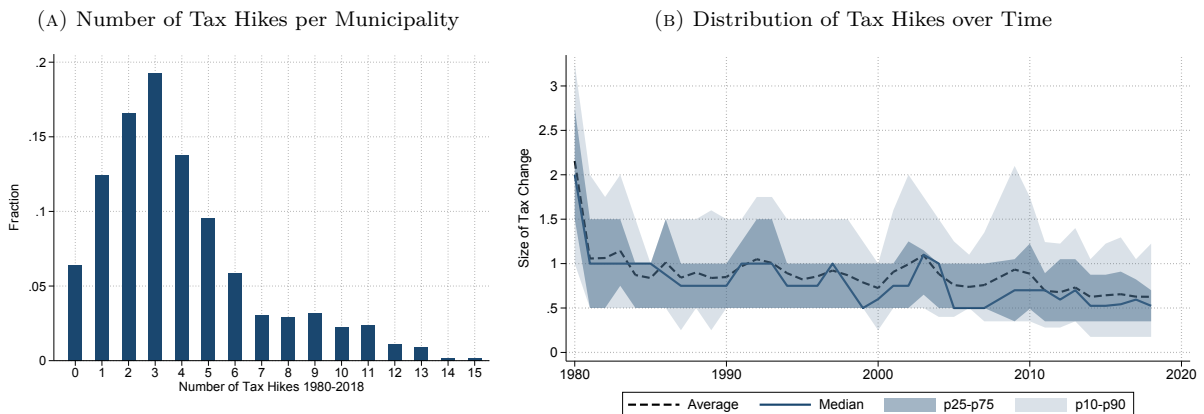 (A) Number of Tax Hikes per Municipality
Fraction
.2
.15
.1
.05
0
0 1 2 3 4 5 6 7 8 9 10 11 12 13 14 15
Number of Tax Hikes 1980-2018
(B) Distribution of Tax Hikes over Time
Size of Tax Change
3
2.5
2
1.5
1
.5
0
1980 1990 2000 2010 2020
Average Median p25-p75 p10-p90